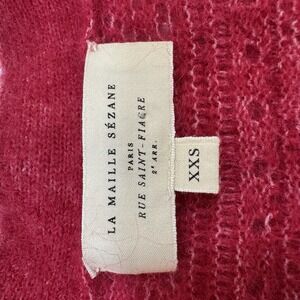 LA MAILLE SÉZANE
PARIS
RUE SAINT-FIACRE
2ᵉ ARR.
XXS